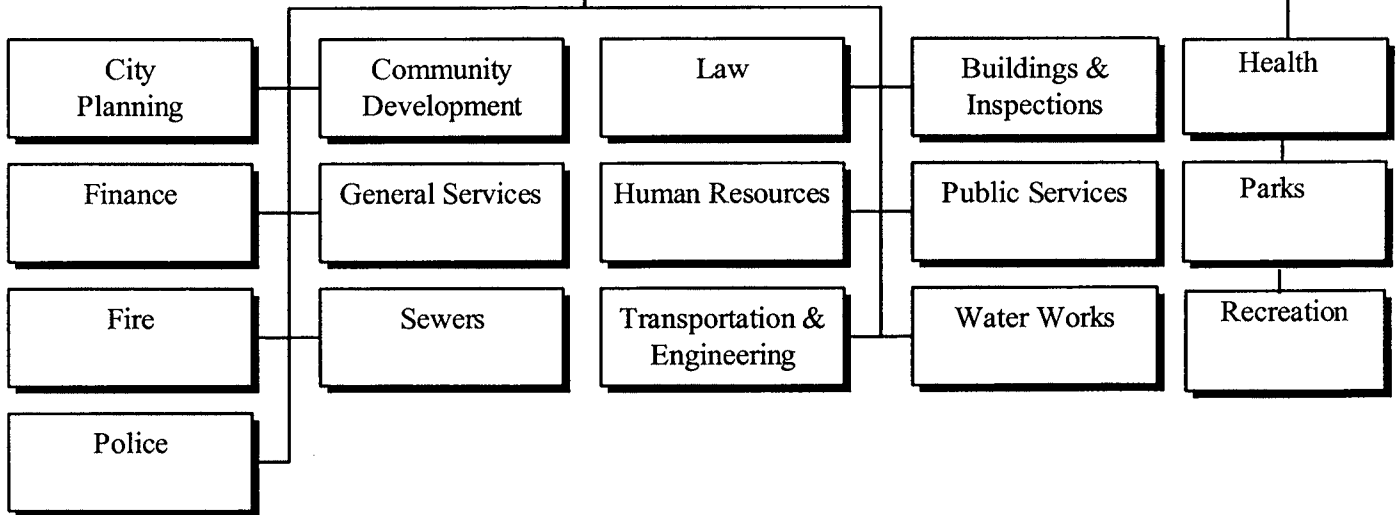 City
Planning
Community
Development
Law
Buildings &
Inspections
Health
Finance
General Services
Human Resources
Public Services
Parks
Fire
Sewers
Transportation &
Engineering
Water Works
Recreation
Police